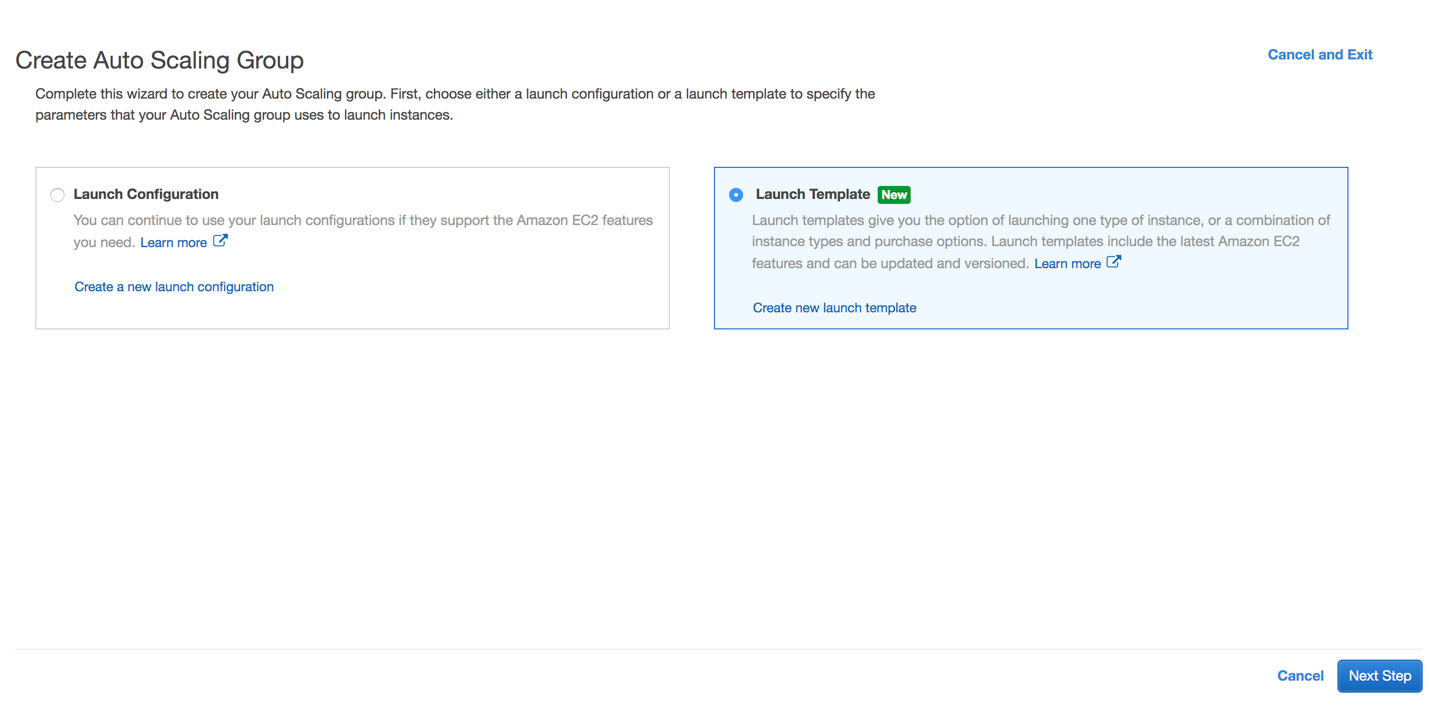 Create Auto Scaling Group
Cancel and Exit
Complete this wizard to create your Auto Scaling group. First, choose either a launch configuration or a launch template to specify the
parameters that your Auto Scaling group uses to launch instances.
Launch Configuration
You can continue to use your launch configurations if they support the Amazon EC2 features
you need. Learn more
Create a new launch configuration
Launch Template New
Launch templates give you the option of launching one type of instance, or a combination of
instance types and purchase options. Launch templates include the latest Amazon EC2
features and can be updated and versioned. Learn more
Create new launch template
Cancel
Next Step